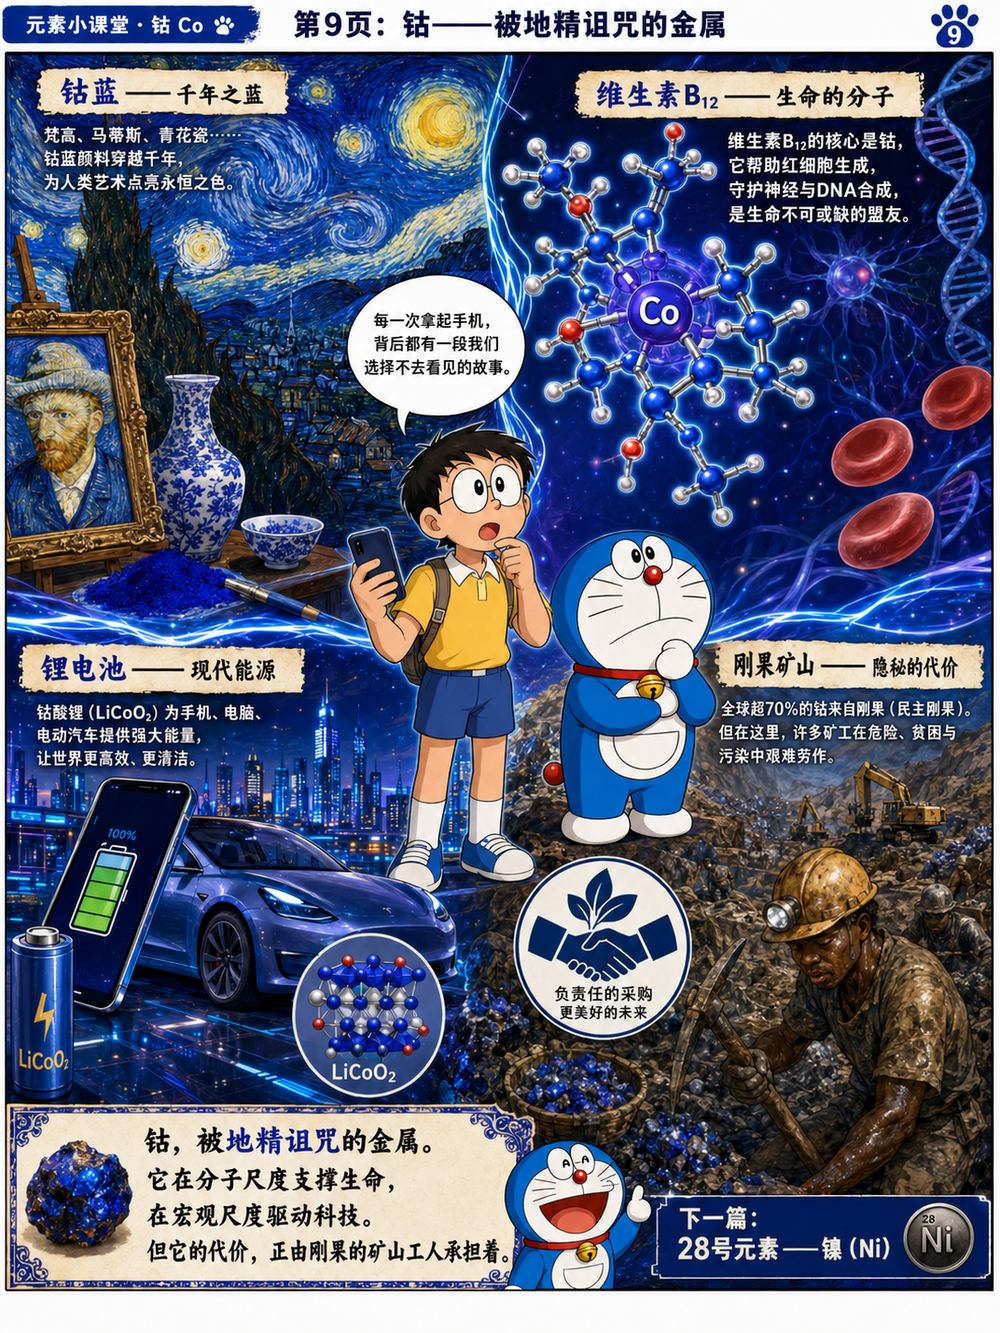 元素小课堂 · 钴 Co
第9页：钴——被地精诅咒的金属
9
钴蓝——千年之蓝
梵高、马蒂斯、青花瓷……
钴蓝颜料穿越千年，
为人类艺术点亮永恒之色。
维生素B₁₂——生命的分子
维生素B₁₂的核心是钴，
它帮助红细胞生成，
守护神经与DNA合成，
是生命不可或缺的盟友。
Co
每一次拿起手机，
背后都有一段我们
选择不去看见的故事。
锂电池——现代能源
钴酸锂（LiCoO₂）为手机、电脑、
电动汽车提供强大能量，
让世界更高效、更清洁。
100%
LiCoO₂
LiCoO₂
刚果矿山——隐秘的代价
全球超70%的钴来自刚果（民主刚果）。
但在这里，许多矿工在危险、贫困与
污染中艰难劳作。
负责任的采购
更美好的未来
钴，被地精诅咒的金属。
它在分子尺度支撑生命，
在宏观尺度驱动科技。
但它的代价，正由刚果的矿山工人承担着。
下一篇：
28号元素——镍（Ni）
28
Ni